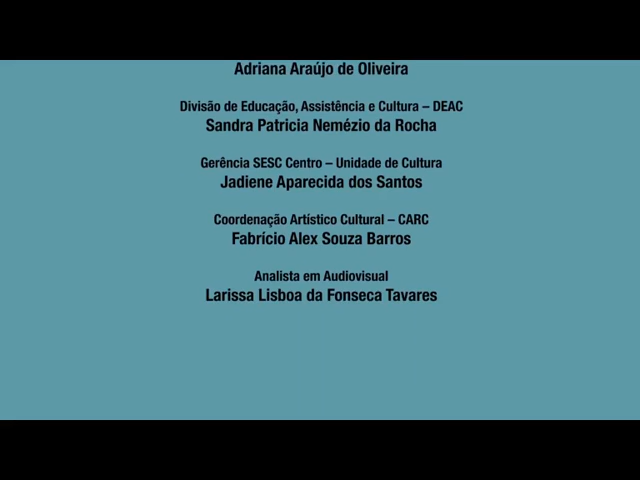 Adriana Araújo de Oliveira
Divisão de Educação, Assistência e Cultura – DEAC
Sandra Patricia Nemézio da Rocha
Gerência SESC Centro – Unidade de Cultura
Jadiene Aparecida dos Santos
Coordenação Artístico Cultural – CARC
Fabrício Alex Souza Barros
Analista em Audiovisual
Larissa Lisboa da Fonseca Tavares